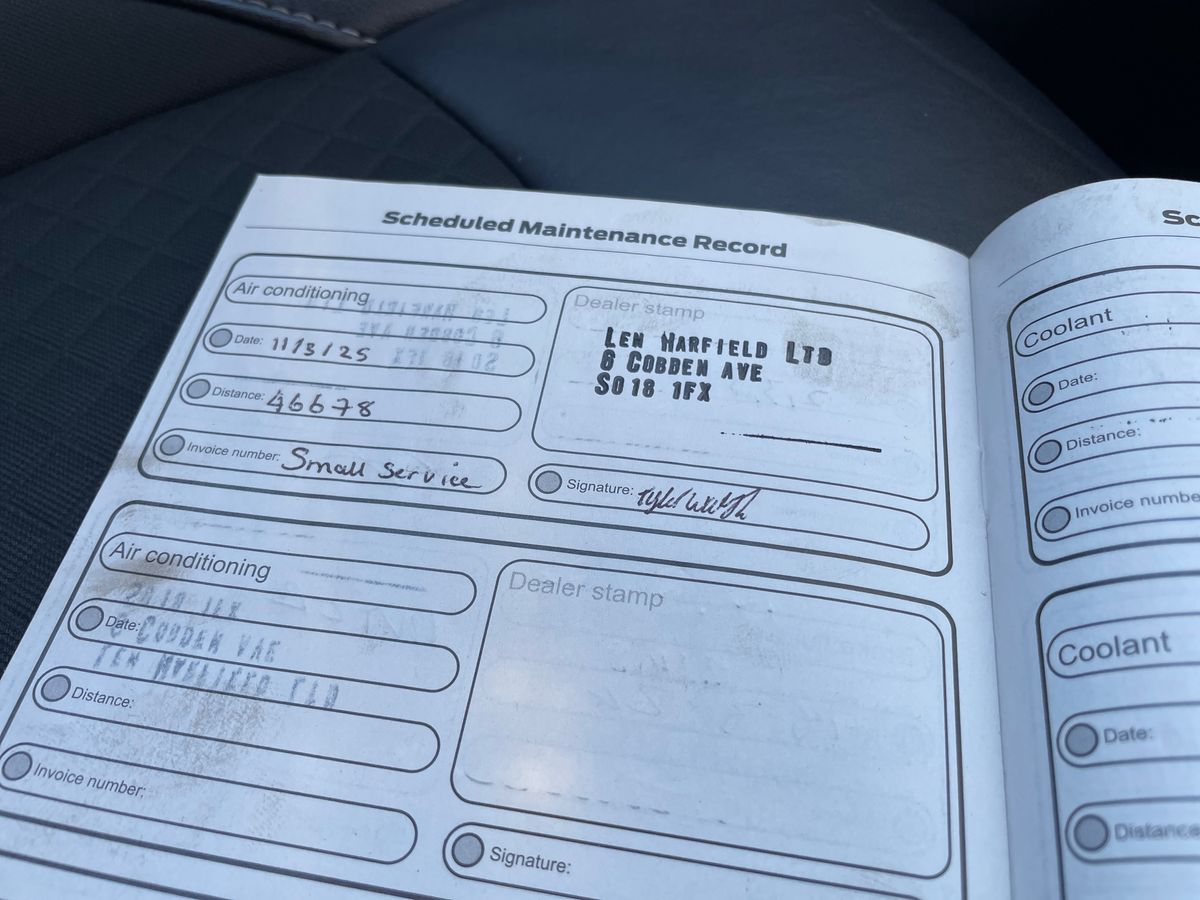 Scheduled Maintenance Record
Air conditioning
Date: 11/3/25
Distance: 46678
Invoice number: Small Service
Dealer stamp
LEN HARFIELD LTD
6 COBDEN AVE
SO18 1FX
Signature:
Air conditioning
Date:
Distance:
Invoice number:
Dealer stamp
Signature:
Sc
Coolant
Date:
Distance:
Invoice numbe
Coolant
Date:
Distance